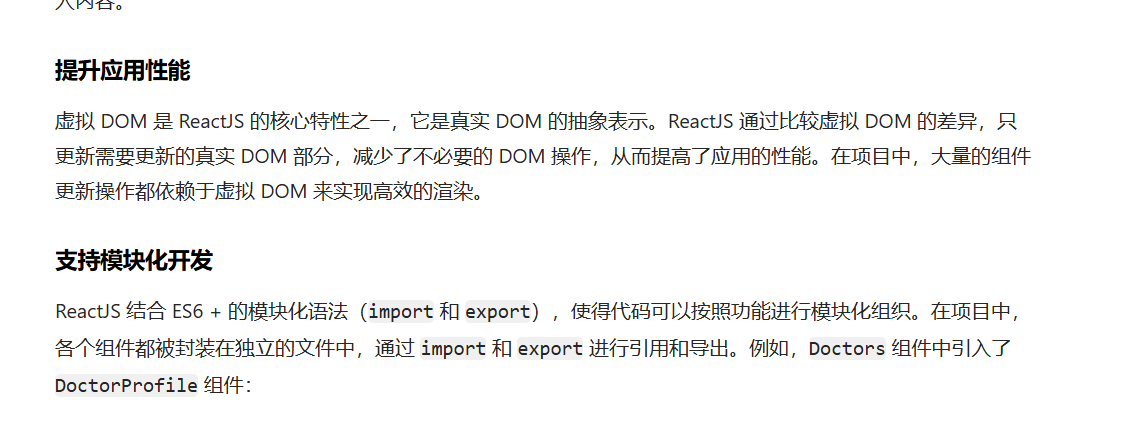 入内容。
提升应用性能
虚拟 DOM 是 ReactJS 的核心特性之一，它是真实 DOM 的抽象表示。ReactJS 通过比较虚拟 DOM 的差异，只
更新需要更新的真实 DOM 部分，减少了不必要的 DOM 操作，从而提高了应用的性能。在项目中，大量的组件
更新操作都依赖于虚拟 DOM 来实现高效的渲染。
支持模块化开发
ReactJS 结合 ES6 + 的模块化语法（import 和 export），使得代码可以按照功能进行模块化组织。在项目中，
各个组件都被封装在独立的文件中，通过 import 和 export 进行引用和导出。例如，Doctors 组件中引入了
DoctorProfile 组件：